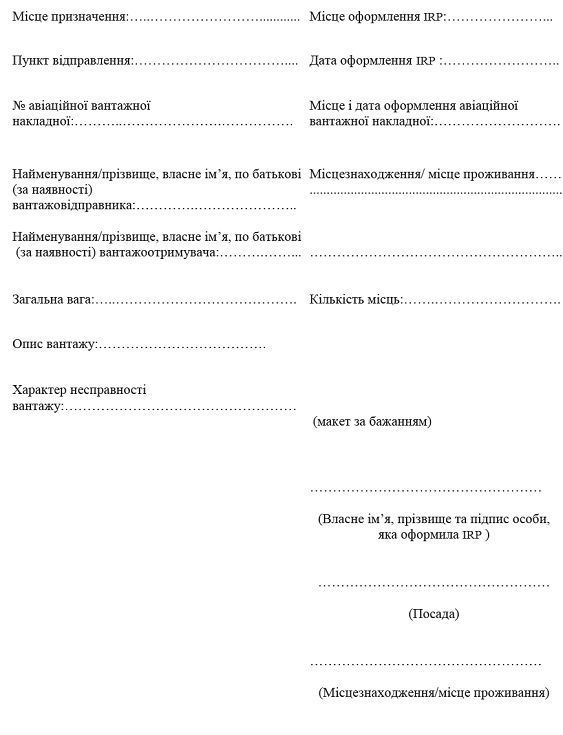 Місце призначення:…..……………………............
Місце оформлення IRP:…………………...
Пункт відправлення:……………………………....
Дата оформлення IRP :……………………..
№ авіаційної вантажної
накладної:………..……………………………….
Місце і дата оформлення авіаційної
вантажної накладної:……………………….
Найменування/прізвище, власне ім’я, по батькові
(за наявності)
вантажовідправника:………….…………………..
Місцезнаходження/ місце проживання……
..........................................................................
Найменування/прізвище, власне ім’я, по батькові
(за наявності) вантажоотримувача:……….……...
………………………………………………..
Загальна вага:…..………………………………….
Кількість місць:…….……………………….
Опис вантажу:……………………………….
Характер несправності
вантажу:……………………………………………
(макет за бажанням)
……………………………………………
(Власне ім’я, прізвище та підпис особи,
яка оформила IRP )
……………………………………………
(Посада)
……………………………………………
(Місцезнаходження/місце проживання)